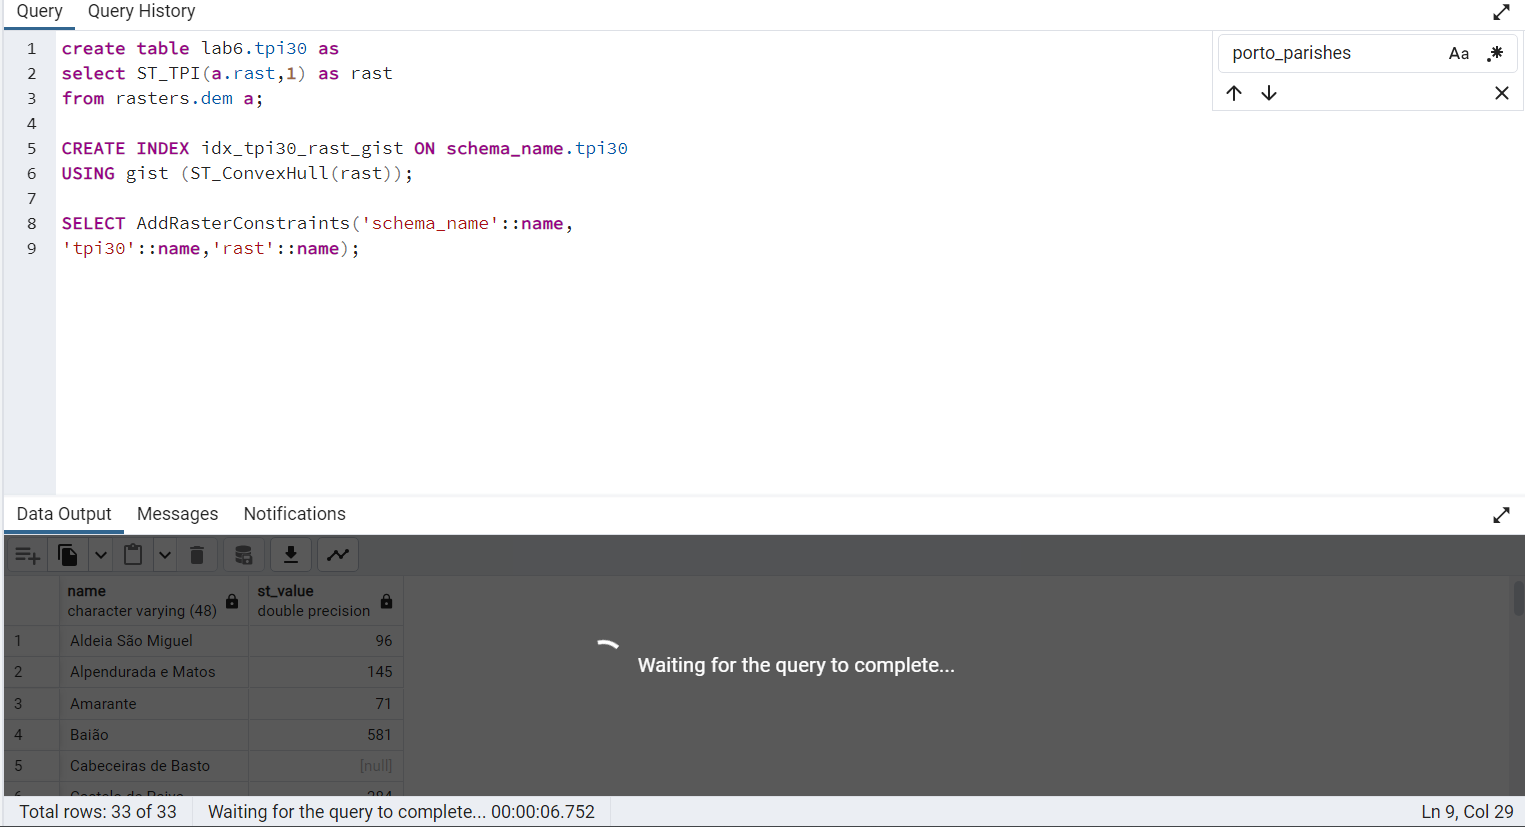 Query Query History
porto_parishes Aa .*
1 create table lab6.tpi30 as
2 select ST_TPI(a.rast,1) as rast
3 from rasters.dem a;
4
5 CREATE INDEX idx_tpi30_rast_gist ON schema_name.tpi30
6 USING gist (ST_ConvexHull(rast));
7
8 SELECT AddRasterConstraints('schema_name'::name,
9 'tpi30'::name,'rast'::name);
Data Output Messages Notifications
name st_value
character varying (48) double precision
1 Aldeia São Miguel 96
2 Alpendurada e Matos 145
3 Amarante 71
4 Baião 581
5 Cabeceiras de Basto [null]
Waiting for the query to complete...
Total rows: 33 of 33 Waiting for the query to complete... 00:00:06.752 Ln 9, Col 29